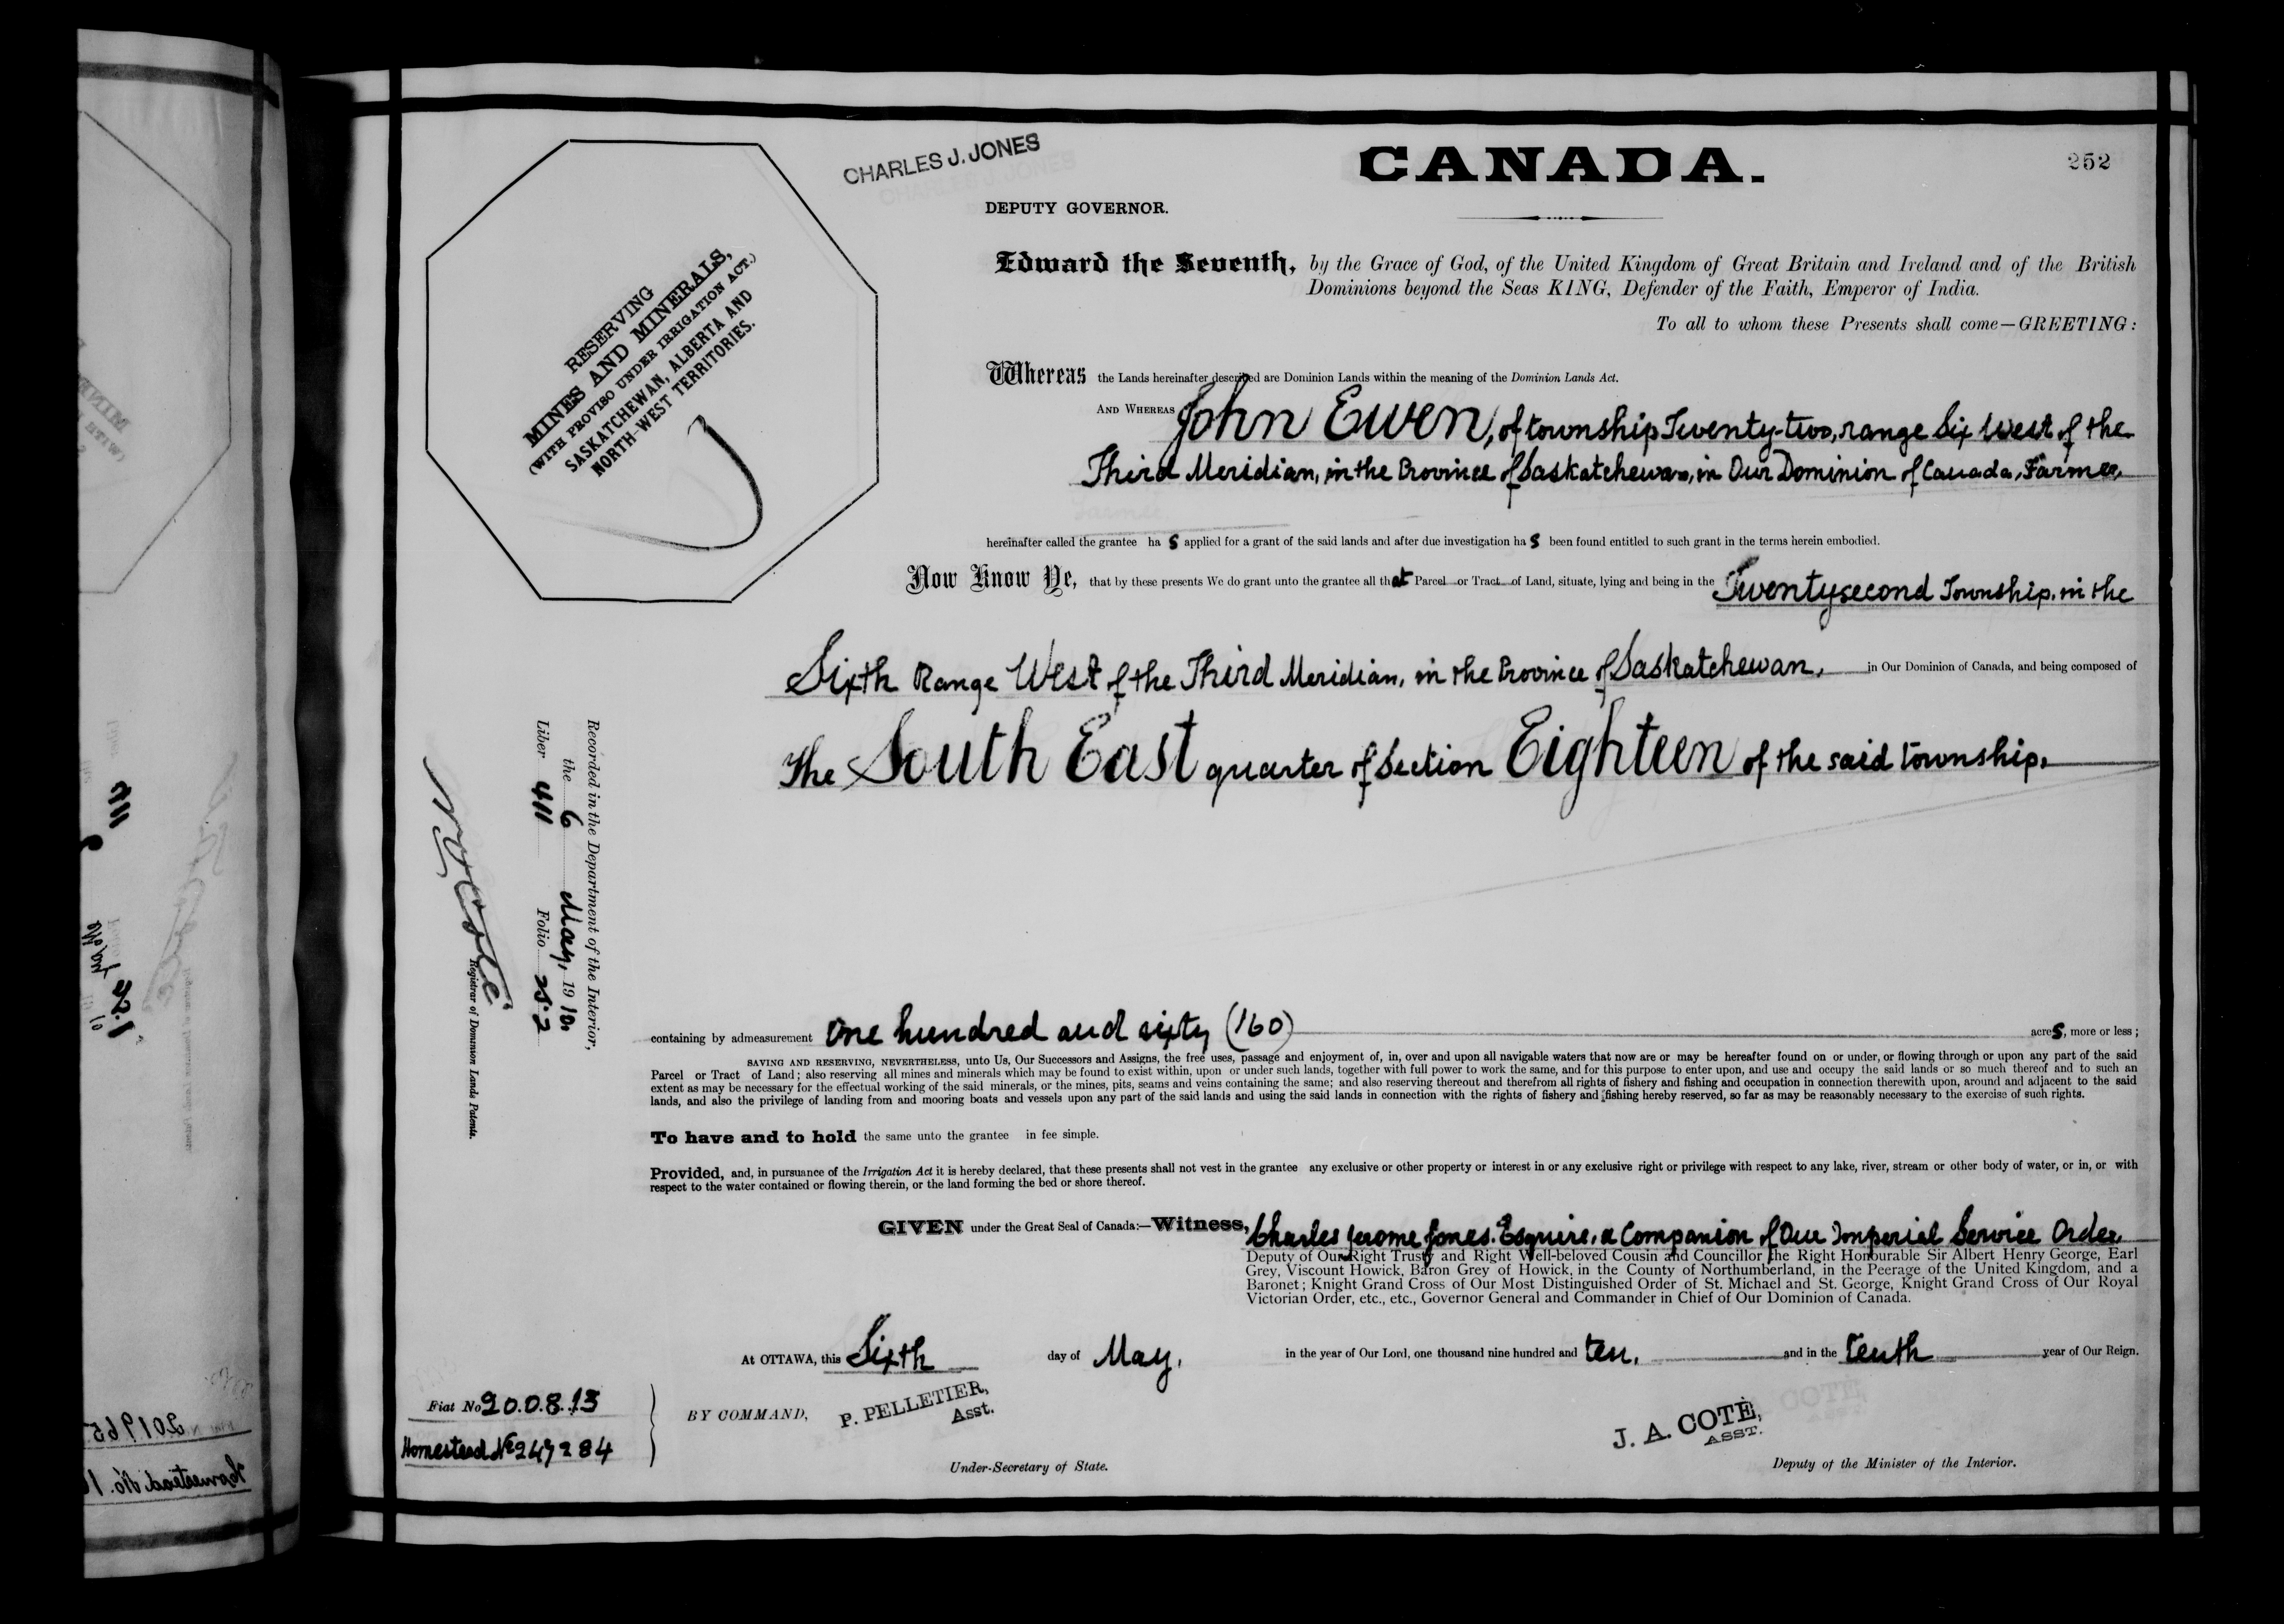 CHARLES J. JONES
CANADA.
252
DEPUTY GOVERNOR.
RESERVING
MINES AND MINERALS,
(WITH PROVISO UNDER IRRIGATION ACT.)
SASKATCHEWAN, ALBERTA AND
NORTH-WEST TERRITORIES.
Edward the Seventh, by the Grace of God, of the United Kingdom of Great Britain and Ireland and of the British
Dominions beyond the Seas KING, Defender of the Faith, Emperor of India.
To all to whom these Presents shall come—GREETING:
Whereas the Lands hereinafter described are Dominion Lands within the meaning of the Dominion Lands Act.
AND WHEREAS John Ewen, of township Twenty-two, range Six West of the
Third Meridian, in the Province of Saskatchewan, in Our Dominion of Canada, Farmer,
hereinafter called the grantee ha s applied for a grant of the said lands and after due investigation ha s been found entitled to such grant in the terms herein embodied.
Now Know Ye, that by these presents We do grant unto the grantee all that Parcel or Tract of Land, situate, lying and being in the Twentysecond Township, in the
Sixth Range West of the Third Meridian, in the Province of Saskatchewan, in Our Dominion of Canada, and being composed of
The South East quarter of Section Eighteen of the said township.
Recorded in the Department of the Interior,
the 6 May, 19 10.
Liber 411 Folio 252
N. O. Coté
Registrar of Dominion Lands Patents.
containing by admeasurement One hundred and sixty (160) acres, more or less;
SAVING AND RESERVING, NEVERTHELESS, unto Us, Our Successors and Assigns, the free uses, passage and enjoyment of, in, over and upon all navigable waters that now are or may be hereafter found on or under, or flowing through or upon any part of the said
Parcel or Tract of Land; also reserving all mines and minerals which may be found to exist within, upon or under such lands, together with full power to work the same, and for this purpose to enter upon, and use and occupy the said lands or so much thereof and to such an
extent as may be necessary for the effectual working of the said minerals, or the mines, pits, seams and veins containing the same; and also reserving thereout and therefrom all rights of fishery and fishing and occupation in connection therewith upon, around and adjacent to the said
lands, and also the privilege of landing from and mooring boats and vessels upon any part of the said lands and using the said lands in connection with the rights of fishery and fishing hereby reserved, so far as may be reasonably necessary to the exercise of such rights.
To have and to hold the same unto the grantee in fee simple.
Provided, and, in pursuance of the Irrigation Act it is hereby declared, that these presents shall not vest in the grantee any exclusive or other property or interest in or any exclusive right or privilege with respect to any lake, river, stream or other body of water, or in, or with
respect to the water contained or flowing therein, or the land forming the bed or shore thereof.
GIVEN under the Great Seal of Canada:—Witness, Charles Jerome Jones, Esquire, a Companion of Our Imperial Service Order,
Deputy of Our Right Trusty and Right Well-beloved Cousin and Councillor the Right Honourable Sir Albert Henry George, Earl
Grey, Viscount Howick, Baron Grey of Howick, in the County of Northumberland, in the Peerage of the United Kingdom, and a
Baronet; Knight Grand Cross of Our Most Distinguished Order of St. Michael and St. George, Knight Grand Cross of Our Royal
Victorian Order, etc., etc., Governor General and Commander in Chief of Our Dominion of Canada.
At OTTAWA, this Sixth day of May, in the year of Our Lord, one thousand nine hundred and ten, and in the tenth year of Our Reign.
Fiat No 200813
Homestead No 247284
BY COMMAND,
P. PELLETIER,
Asst.
Under-Secretary of State.
J. A. COTÉ,
ASST.
Deputy of the Minister of the Interior.